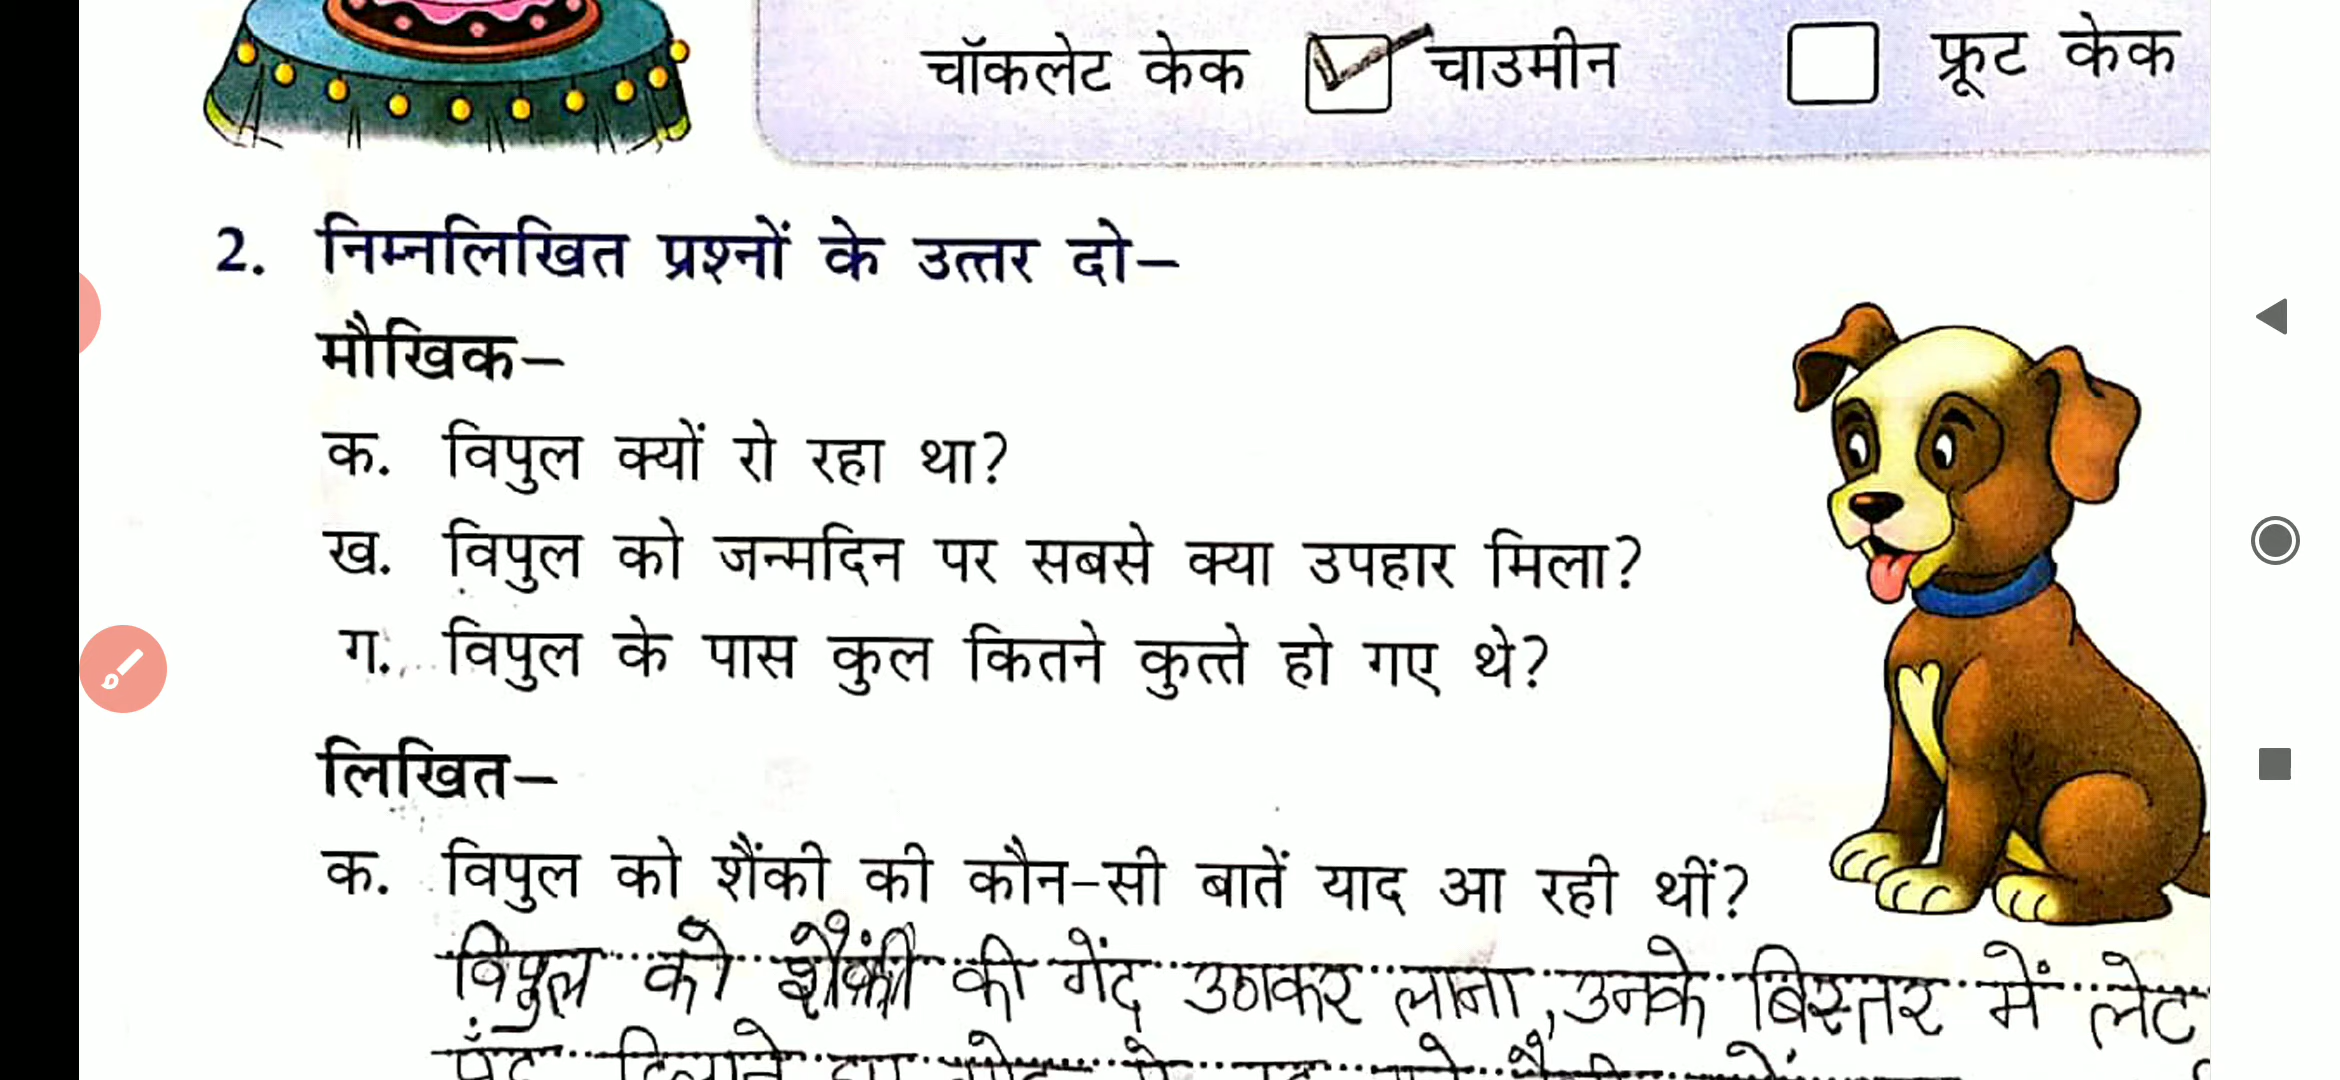 चॉकलेट केक चाउमीन फ्रूट केक
2. निम्नलिखित प्रश्नों के उत्तर दो–
मौखिक–
क. विपुल क्यों रो रहा था?
ख. विपुल को जन्मदिन पर सबसे क्या उपहार मिला?
ग. विपुल के पास कुल कितने कुत्ते हो गए थे?
लिखित–
क. विपुल को शैंकी की कौन-सी बातें याद आ रही थीं?
विपुल को शैंकी की गेंद उठाकर लाना, उनके बिस्तर में लेट